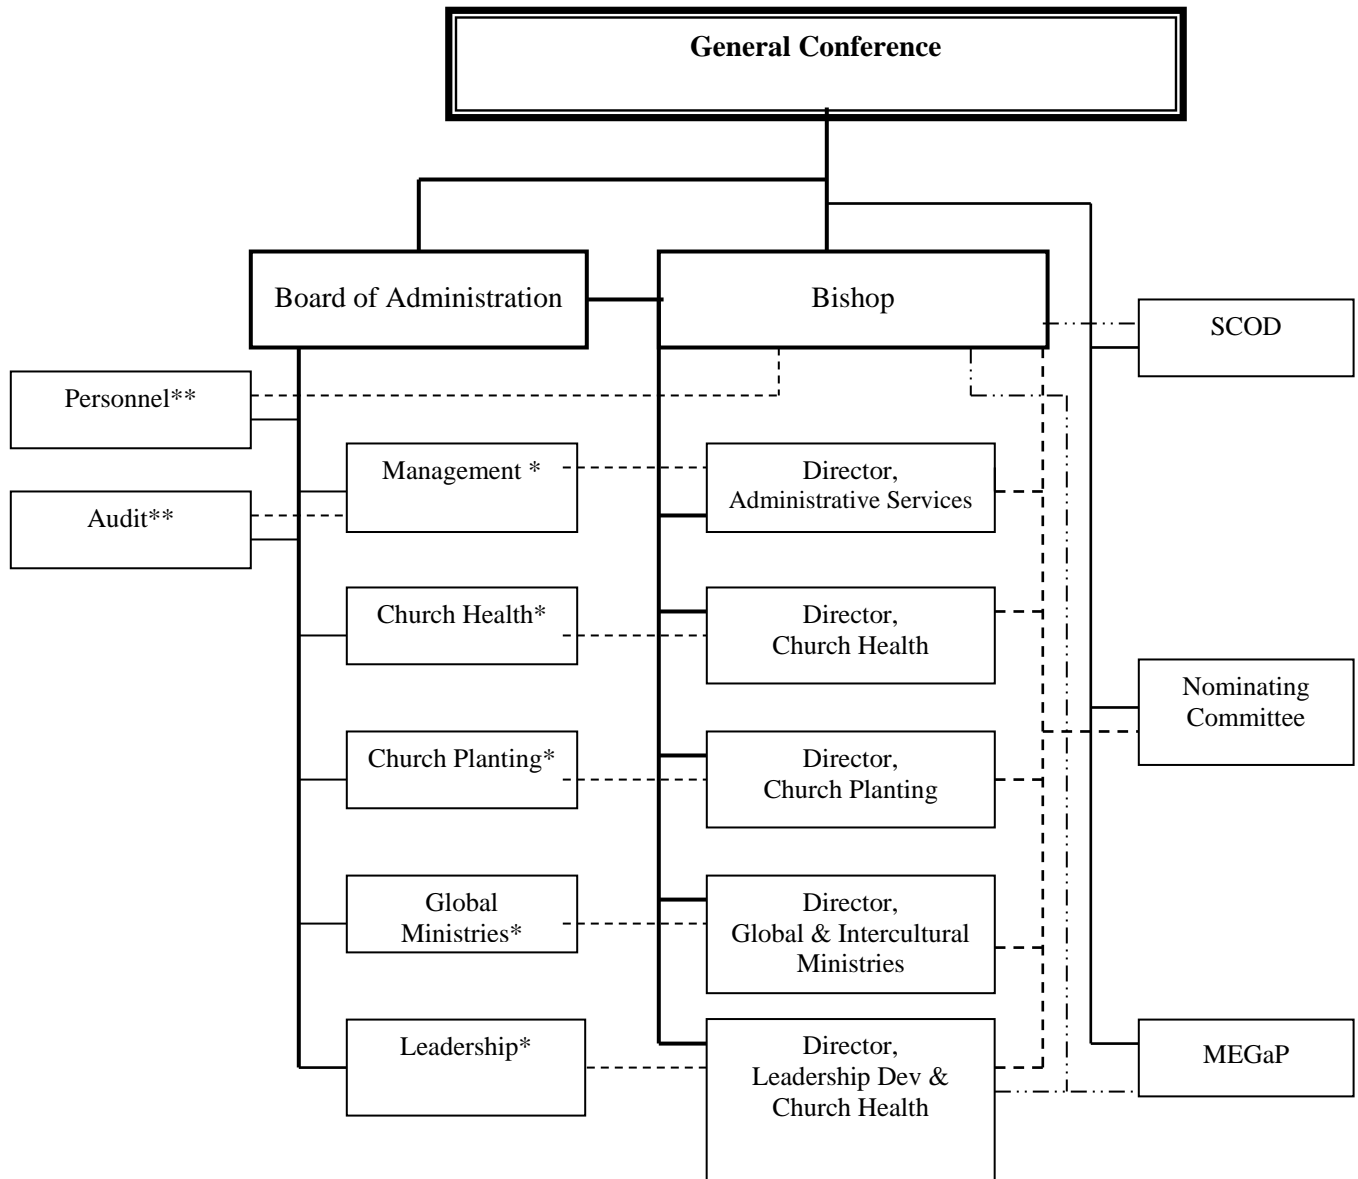 General Conference
Board of Administration
Bishop
SCOD
Personnel**
Management *
Director,
Administrative Services
Audit**
Church Health*
Director,
Church Health
Nominating
Committee
Church Planting*
Director,
Church Planting
Global
Ministries*
Director,
Global & Intercultural
Ministries
Leadership*
Director,
Leadership Dev &
Church Health
MEGaP